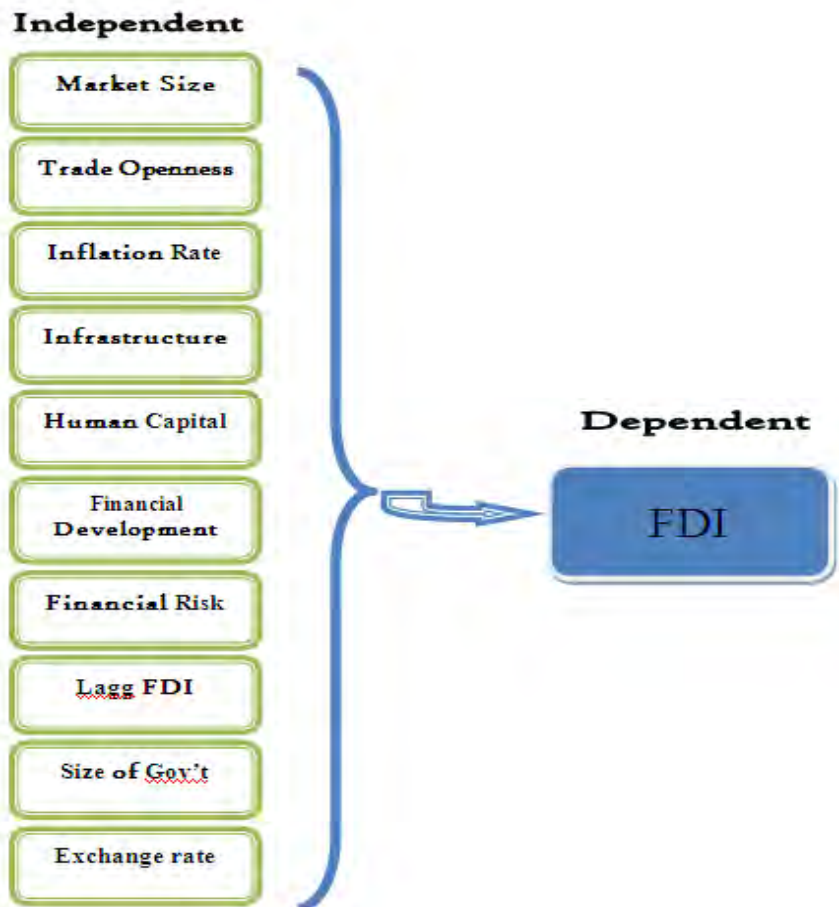 Independent
Market Size
Trade Openness
Inflation Rate
Infrastructure
Human Capital
Financial
Development
Financial Risk
Lagg FDI
Size of Gov't
Exchange rate
Dependent
FDI